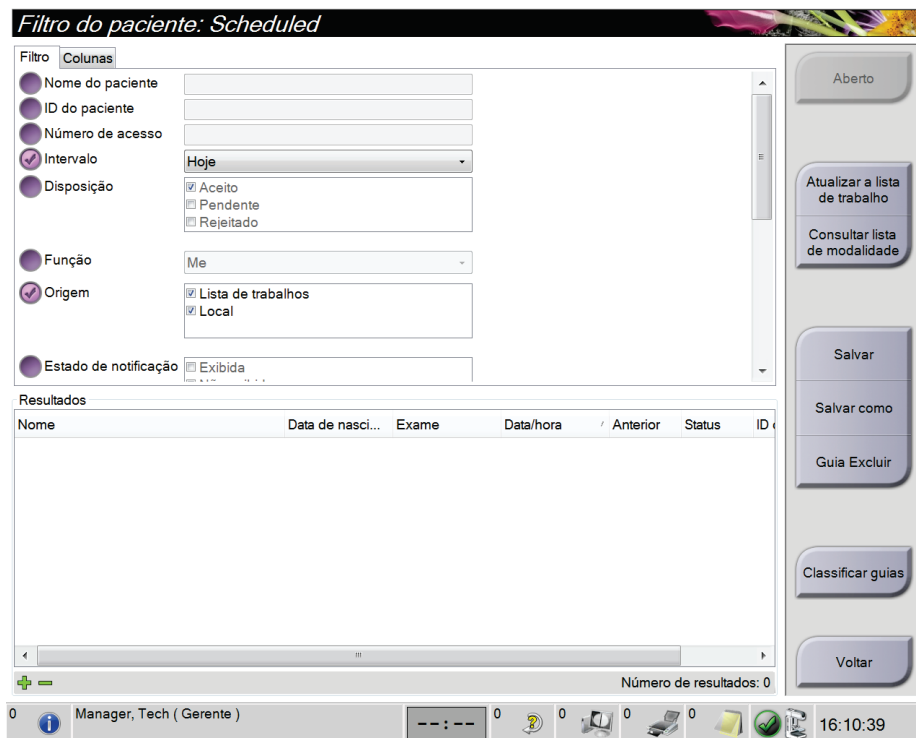 Filtro do paciente: Scheduled
Filtro Colunas
Nome do paciente
ID do paciente
Número de acesso
Intervalo Hoje
Disposição Aceito
Pendente
Rejeitado
Função Me
Origem Lista de trabalhos
Local
Estado de notificação Exibida
Resultados
Nome Data de nasci... Exame Data/hora Anterior Status ID
Número de resultados: 0
Aberto
Atualizar a lista
de trabalho
Consultar lista
de modalidade
Salvar
Salvar como
Guia Excluir
Classificar guias
Voltar
0 Manager, Tech ( Gerente ) --:-- 0 0 0 0 16:10:39